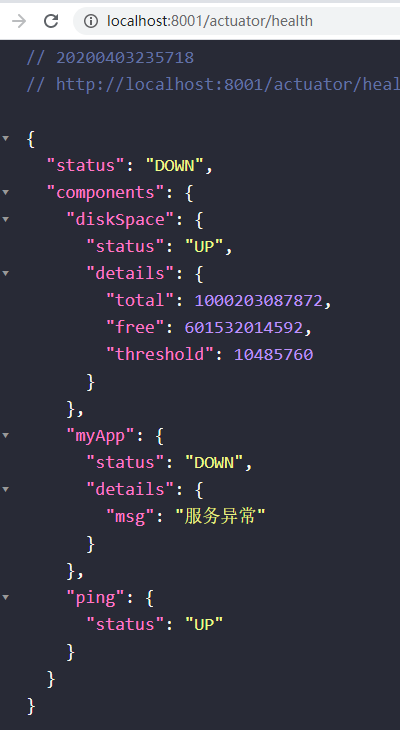 localhost:8001/actuator/health
// 20200403235718
// http://localhost:8001/actuator/heal
{
"status": "DOWN",
"components": {
"diskSpace": {
"status": "UP",
"details": {
"total": 1000203087872,
"free": 601532014592,
"threshold": 10485760
}
},
"myApp": {
"status": "DOWN",
"details": {
"msg": "服务异常"
}
},
"ping": {
"status": "UP"
}
}
}